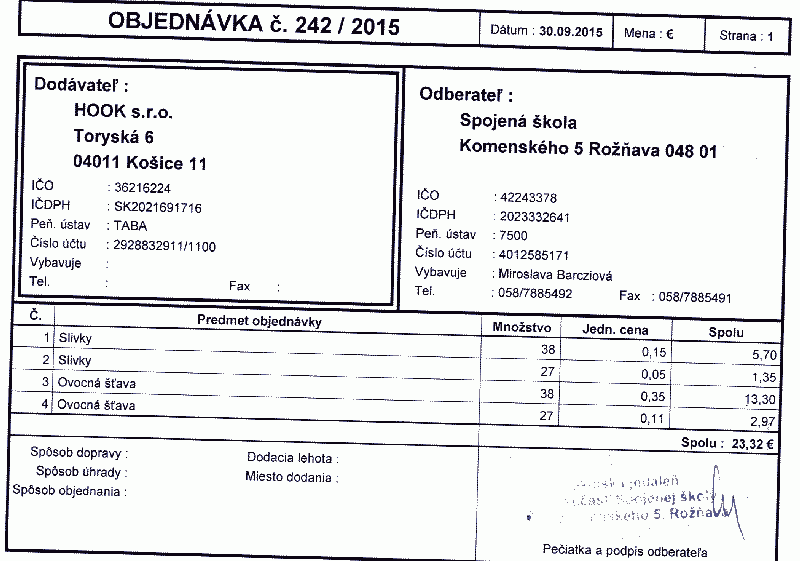 OBJEDNÁVKA č. 242 / 2015
Dátum : 30.09.2015
Mena : €
Strana : 1
Dodávateľ :
HOOK s.r.o.
Toryská 6
04011 Košice 11
IČO : 36216224
IČDPH : SK2021691716
Peň. ústav : TABA
Číslo účtu : 2928832911/1100
Vybavuje :
Tel. : Fax :
Odberateľ :
Spojená škola
Komenského 5 Rožňava 048 01
IČO : 42243378
IČDPH : 2023332641
Peň. ústav : 7500
Číslo účtu : 4012585171
Vybavuje : Miroslava Barcziová
Tel. : 058/7885492 Fax : 058/7885491
Č. Predmet objednávky Množstvo Jedn. cena Spolu
1 Slivky 38 0,15 5,70
2 Slivky 27 0,05 1,35
3 Ovocná šťava 38 0,35 13,30
4 Ovocná šťava 27 0,11 2,97
Spolu : 23,32 €
Spôsob dopravy :
Spôsob úhrady :
Spôsob objednania :
Dodacia lehota :
Miesto dodania :
jedáleň
Spojenej školy
5. Rožňava
Pečiatka a podpis odberateľa